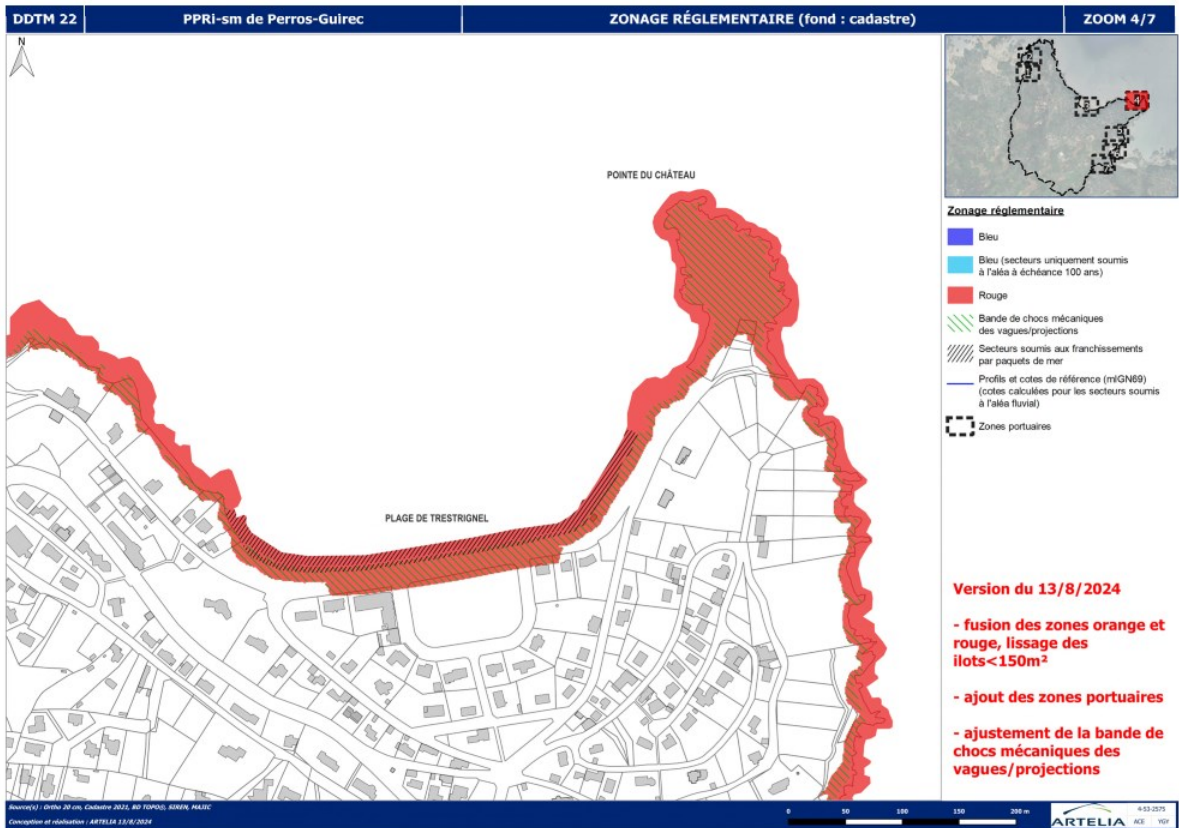 DDTM 22
PPRi-sm de Perros-Guirec
ZONAGE RÉGLEMENTAIRE (fond : cadastre)
ZOOM 4/7
N
POINTE DU CHÂTEAU
PLAGE DE TRESTRIGNEL
Zonage réglementaire
Bleu
Bleu (secteurs uniquement soumis
à l'aléa à échéance 100 ans)
Rouge
Bande de chocs mécaniques
des vagues/projections
Secteurs soumis aux franchissements
par paquets de mer
Profils et cotes de référence (mIGN69)
(cotes calculées pour les secteurs soumis
à l'aléa fluvial)
Zones portuaires
Version du 13/8/2024
- fusion des zones orange et
rouge, lissage des
ilots<150m²
- ajout des zones portuaires
- ajustement de la bande de
chocs mécaniques des
vagues/projections
Source(s) : Ortho 20 cm, Cadastre 2021, BD TOPO®, SIREN, MAJIC
Conception et réalisation : ARTELIA 13/8/2024
0 50 100 150 200 m
ARTELIA
4-53-2575
ACE YGY